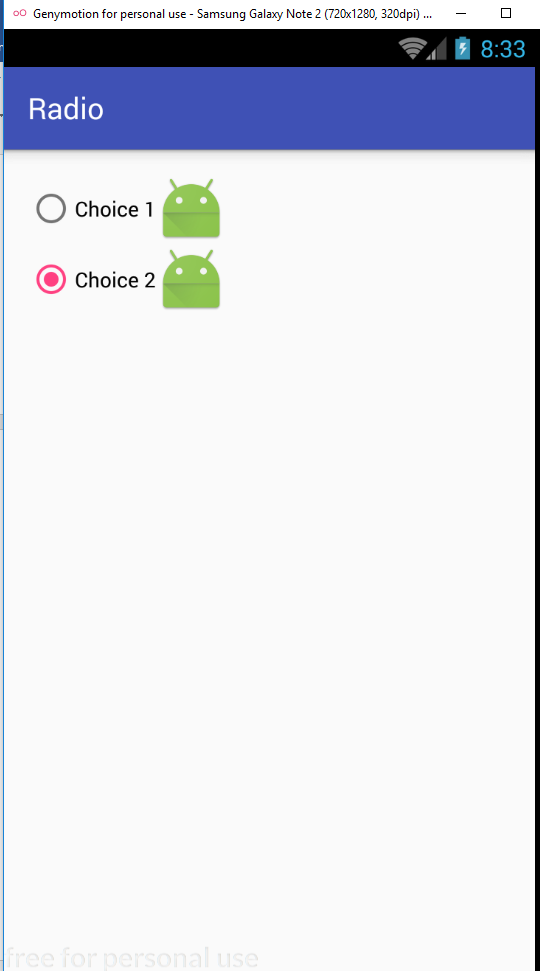 Genymotion for personal use - Samsung Galaxy Note 2 (720x1280, 320dpi) ...
8:33
Radio
Choice 1
Choice 2
free for personal use